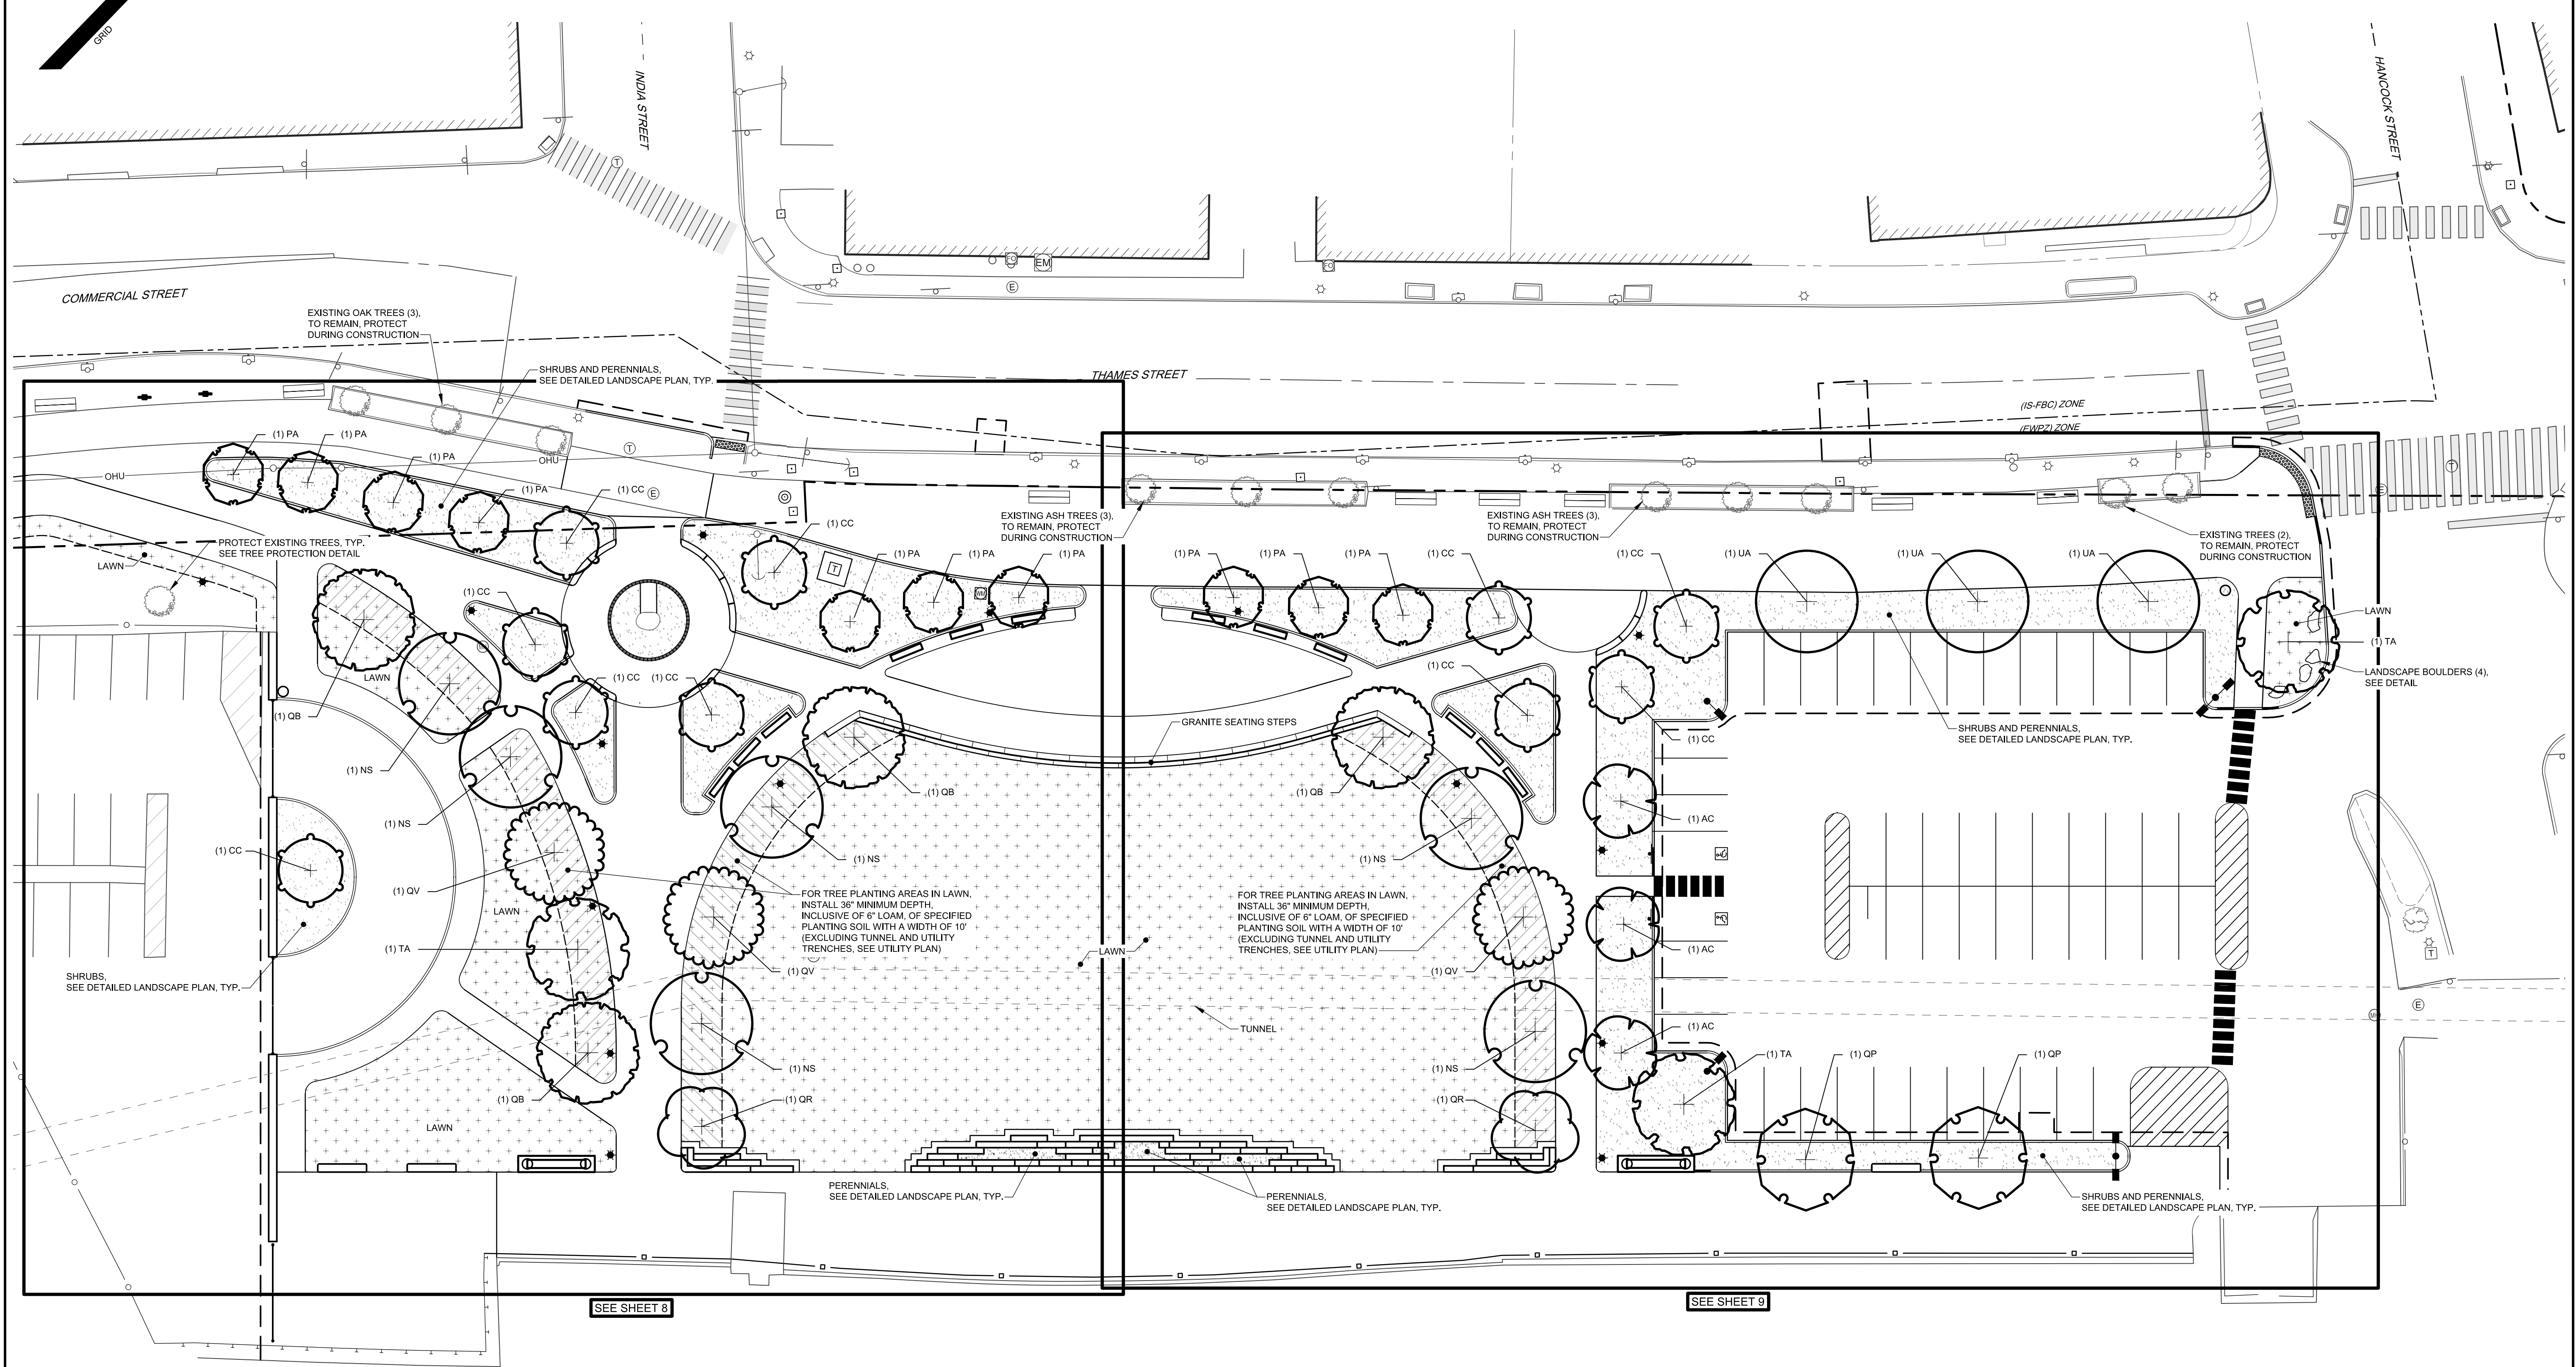 GRID
INDIA STREET
HANCOCK STREET
T
FO
EM
E
FO
COMMERCIAL STREET
EXISTING OAK TREES (3),
TO REMAIN, PROTECT
DURING CONSTRUCTION
SHRUBS AND PERENNIALS,
SEE DETAILED LANDSCAPE PLAN, TYP.
THAMES STREET
(IS-FBC) ZONE
(EWPZ) ZONE
(1) PA
(1) PA
(1) PA
(1) PA
(1) CC
E
T
OHU
OHU
T
E
PROTECT EXISTING TREES, TYP.
SEE TREE PROTECTION DETAIL
LAWN
(1) CC
EXISTING ASH TREES (3),
TO REMAIN, PROTECT
DURING CONSTRUCTION
EXISTING ASH TREES (3),
TO REMAIN, PROTECT
DURING CONSTRUCTION
EXISTING TREES (2),
TO REMAIN, PROTECT
DURING CONSTRUCTION
T
WM
(1) PA
(1) PA
(1) PA
(1) PA
(1) PA
(1) PA
(1) CC
(1) CC
(1) UA
(1) UA
(1) UA
(1) CC
LAWN
(1) TA
LANDSCAPE BOULDERS (4),
SEE DETAIL
LAWN
(1) CC
(1) CC
(1) CC
(1) QB
GRANITE SEATING STEPS
SHRUBS AND PERENNIALS,
SEE DETAILED LANDSCAPE PLAN, TYP.
(1) CC
(1) NS
(1) QB
(1) QB
(1) NS
(1) AC
(1) CC
(1) NS
(1) NS
(1) QV
FOR TREE PLANTING AREAS IN LAWN,
INSTALL 36" MINIMUM DEPTH,
INCLUSIVE OF 6" LOAM, OF SPECIFIED
PLANTING SOIL WITH A WIDTH OF 10'
(EXCLUDING TUNNEL AND UTILITY
TRENCHES, SEE UTILITY PLAN)
FOR TREE PLANTING AREAS IN LAWN,
INSTALL 36" MINIMUM DEPTH,
INCLUSIVE OF 6" LOAM, OF SPECIFIED
PLANTING SOIL WITH A WIDTH OF 10'
(EXCLUDING TUNNEL AND UTILITY
TRENCHES, SEE UTILITY PLAN)
LAWN
(1) TA
LAWN
(1) AC
SHRUBS,
SEE DETAILED LANDSCAPE PLAN, TYP.
(1) QV
(1) QV
T
E
MH
TUNNEL
(1) AC
(1) TA
(1) QP
(1) QP
(1) NS
(1) NS
(1) QB
(1) QR
(1) QR
LAWN
PERENNIALS,
SEE DETAILED LANDSCAPE PLAN, TYP.
PERENNIALS,
SEE DETAILED LANDSCAPE PLAN, TYP.
SHRUBS AND PERENNIALS,
SEE DETAILED LANDSCAPE PLAN, TYP.
SEE SHEET 8
SEE SHEET 9